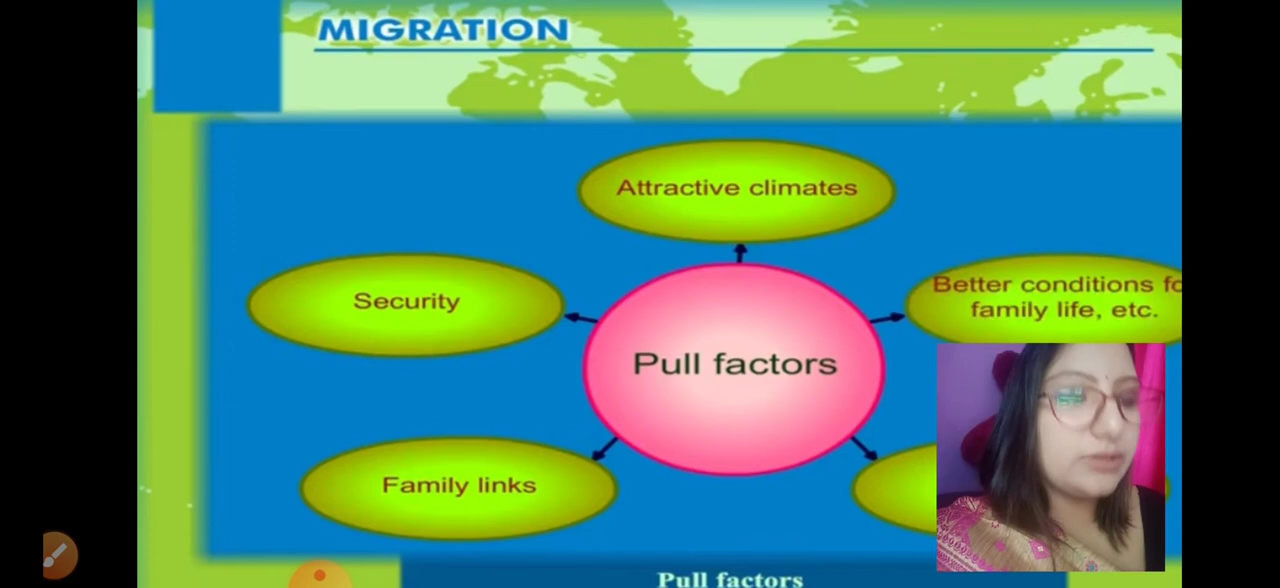 MIGRATION
Attractive climates
Security
Better conditions fo
family life, etc.
Pull factors
Family links
Pull factors